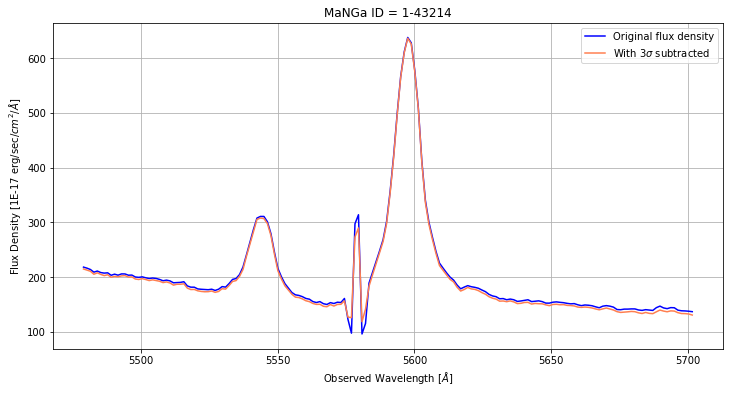 MaNGa ID = 1-43214
Original flux density
With 3σ subtracted
Flux Density [1E-17 erg/sec/cm²/Å]
600
500
400
300
200
100
5500
5550
5600
5650
5700
Observed Wavelength [Å]